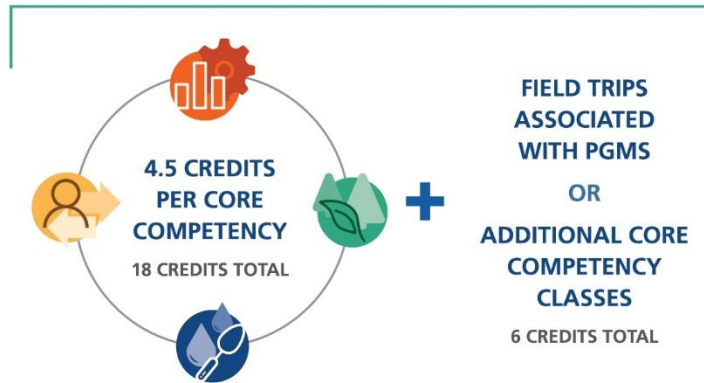 4.5 CREDITS
PER CORE
COMPETENCY
18 CREDITS TOTAL
+
FIELD TRIPS
ASSOCIATED
WITH PGMS
OR
ADDITIONAL CORE
COMPETENCY
CLASSES
6 CREDITS TOTAL